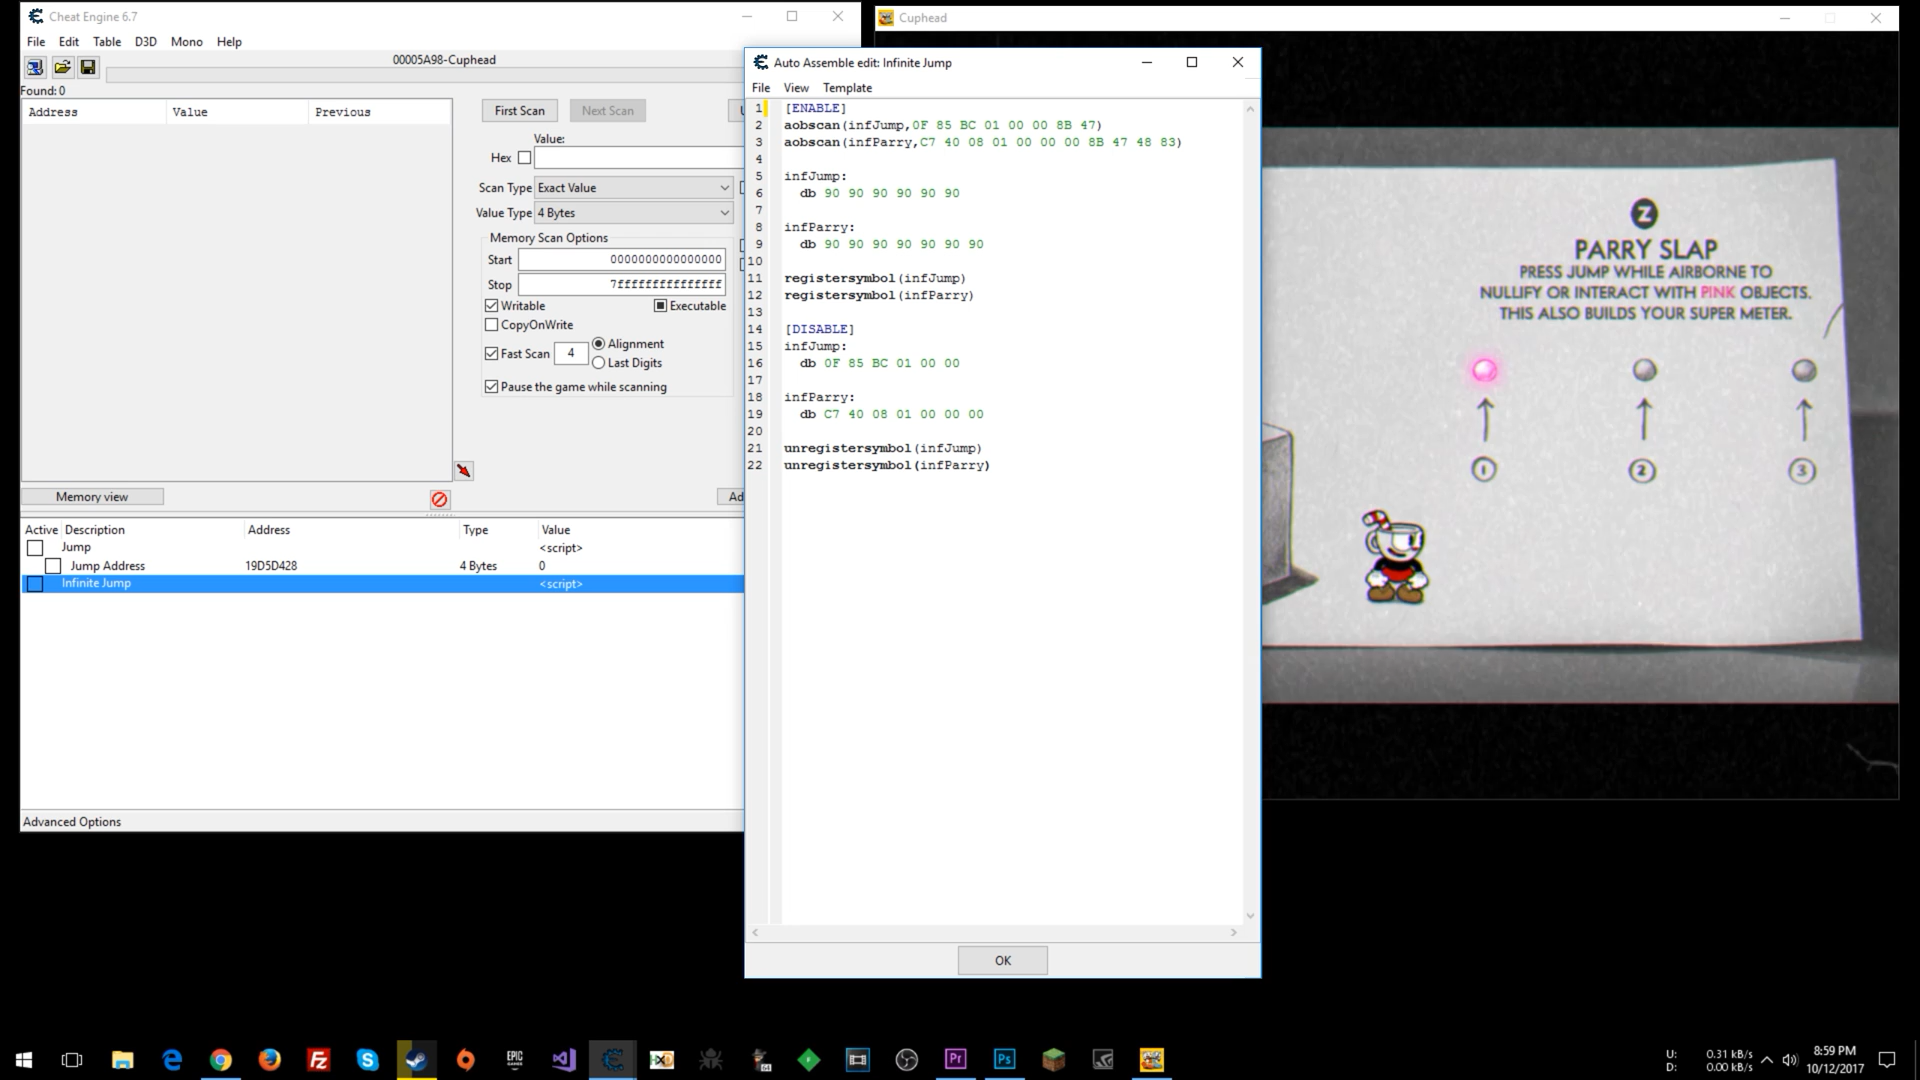 Cheat Engine 6.7
File Edit Table D3D Mono Help
00005A98-Cuphead
Found: 0
Address Value Previous
First Scan Next Scan
Value:
Hex
Scan Type Exact Value
Value Type 4 Bytes
Memory Scan Options
Start 0000000000000000
Stop 7fffffffffffffff
Writable Executable
CopyOnWrite
Fast Scan 4 Alignment
Last Digits
Pause the game while scanning
Memory view
Ad
Active Description Address Type Value
Jump <script>
Jump Address 19D5D428 4 Bytes 0
Infinite Jump <script>
Advanced Options
Auto Assemble edit: Infinite Jump
File View Template
1 [ENABLE]
2 aobscan(infJump,0F 85 BC 01 00 00 8B 47)
3 aobscan(infParry,C7 40 08 01 00 00 00 8B 47 48 83)
4
5 infJump:
6 db 90 90 90 90 90 90
7
8 infParry:
9 db 90 90 90 90 90 90 90
10
11 registersymbol(infJump)
12 registersymbol(infParry)
13
14 [DISABLE]
15 infJump:
16 db 0F 85 BC 01 00 00
17
18 infParry:
19 db C7 40 08 01 00 00 00
20
21 unregistersymbol(infJump)
22 unregistersymbol(infParry)
OK
Cuphead
Z
PARRY SLAP
PRESS JUMP WHILE AIRBORNE TO
NULLIFY OR INTERACT WITH PINK OBJECTS.
THIS ALSO BUILDS YOUR SUPER METER.
1 2 3
EPIC GAMES
64
Pr
Ps
U: 0.31 kB/s
D: 0.00 kB/s
8:59 PM
10/12/2017